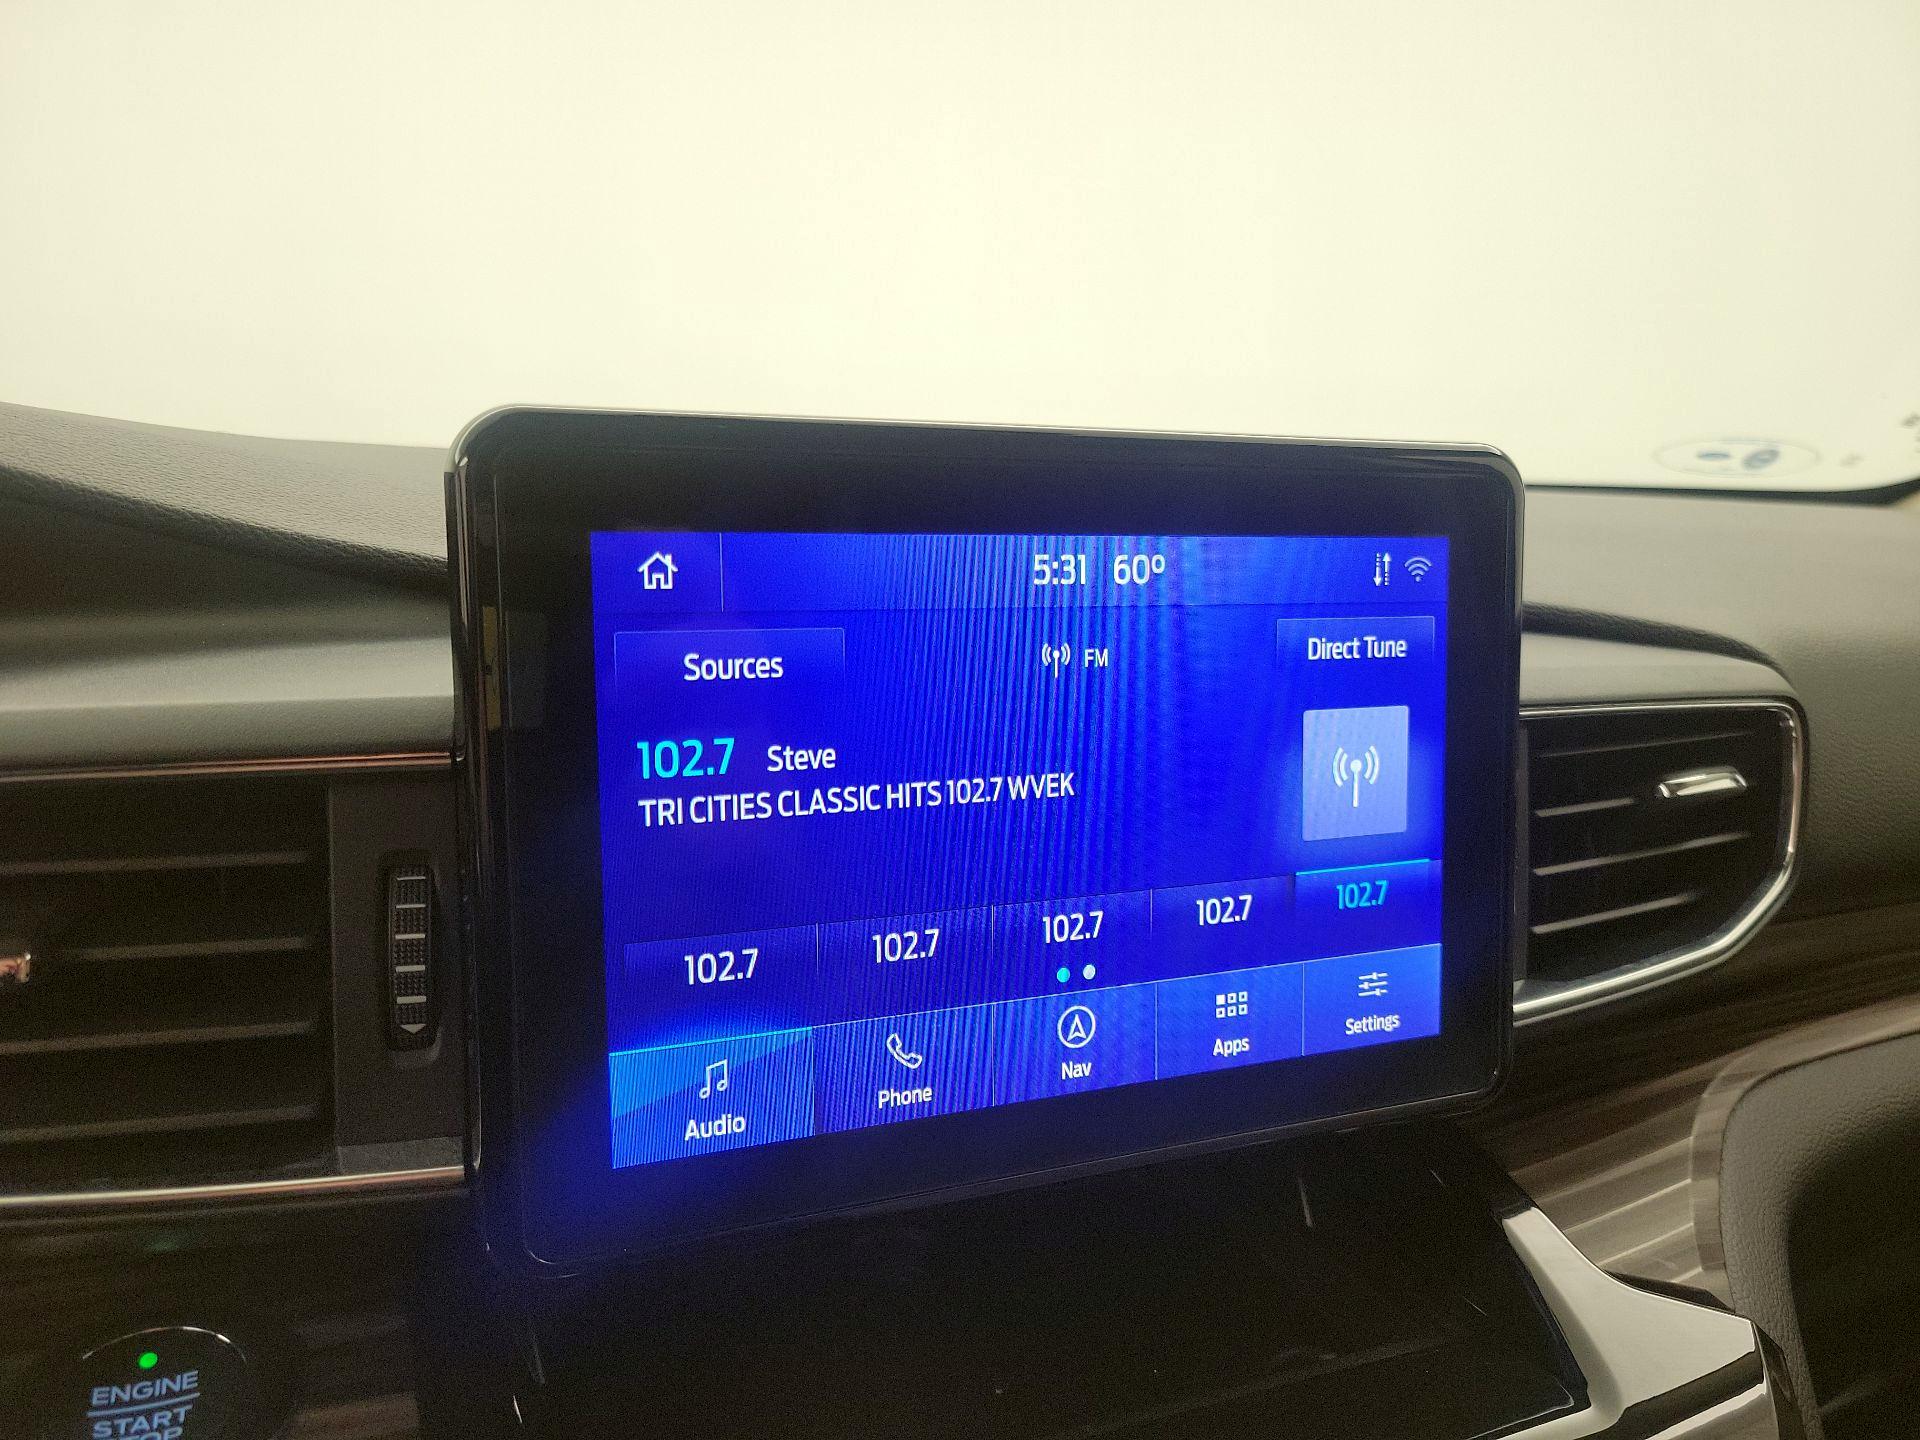 5:31 60°
Sources
FM
Direct Tune
102.7 Steve
TRI CITIES CLASSIC HITS 102.7 WVEK
102.7
102.7
102.7
102.7
102.7
Audio
Phone
Nav
Apps
Settings
ENGINE
START
STOP